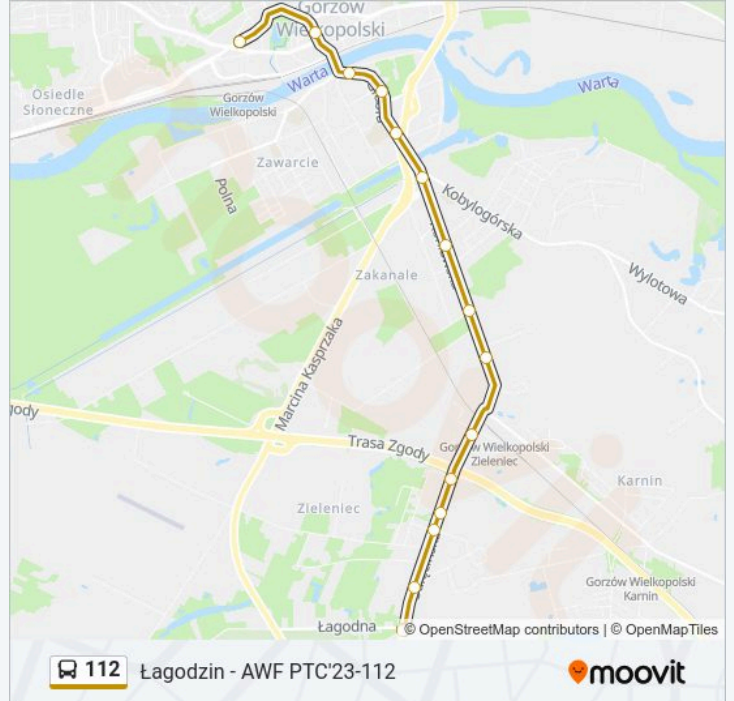 Gorzów
Wielkopolski
Warta
Warta
Osiedle
Słoneczne
Gorzów
Wielkopolski
Zawarcie
Polna
Kobylogórska
Zakanale
Wylotowa
Marcina Kasprzaka
Trasa Zgody
Gorzów Wielkopolski
Zieleniec
Karnin
Zieleniec
Gorzów Wielkopolski
Karnin
Łagodna
© OpenStreetMap contributors | © OpenMapTiles
112 Łagodzin - AWF PTC'23-112
moovit